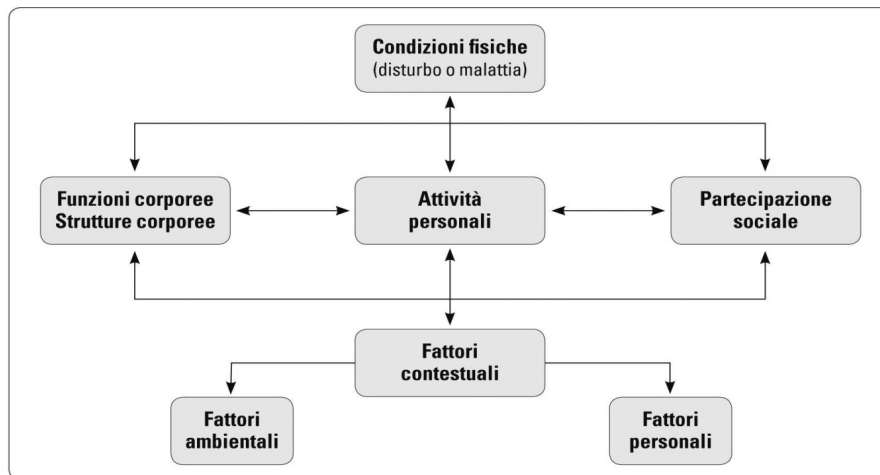 Condizioni fisiche
(disturbo o malattia)
Funzioni corporee
Strutture corporee
Attività
personali
Partecipazione
sociale
Fattori
contestuali
Fattori
ambientali
Fattori
personali